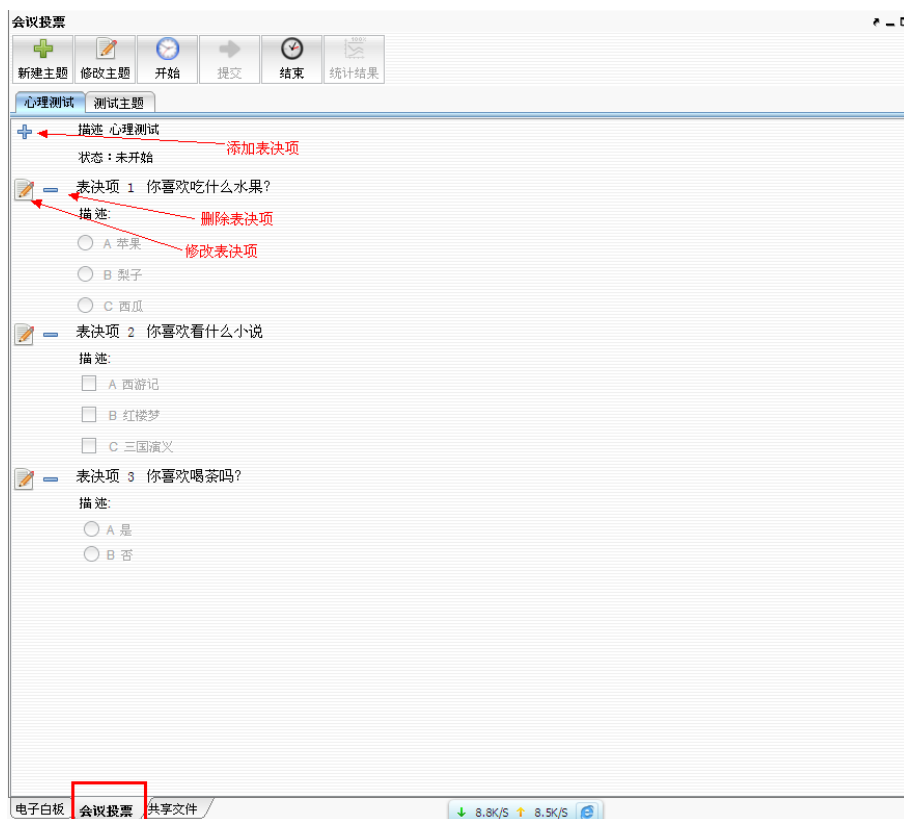 会议投票
新建主题 修改主题 开始 提交 结束 统计结果
心理测试 测试主题
描述 心理测试
添加表决项
状态：未开始
表决项 1 你喜欢吃什么水果?
描述:
删除表决项
A 苹果
修改表决项
B 梨子
C 西瓜
表决项 2 你喜欢看什么小说
描述:
A 西游记
B 红楼梦
C 三国演义
表决项 3 你喜欢喝茶吗?
描述:
A 是
B 否
电子白板 会议投票 共享文件
8.8K/S 8.5K/S